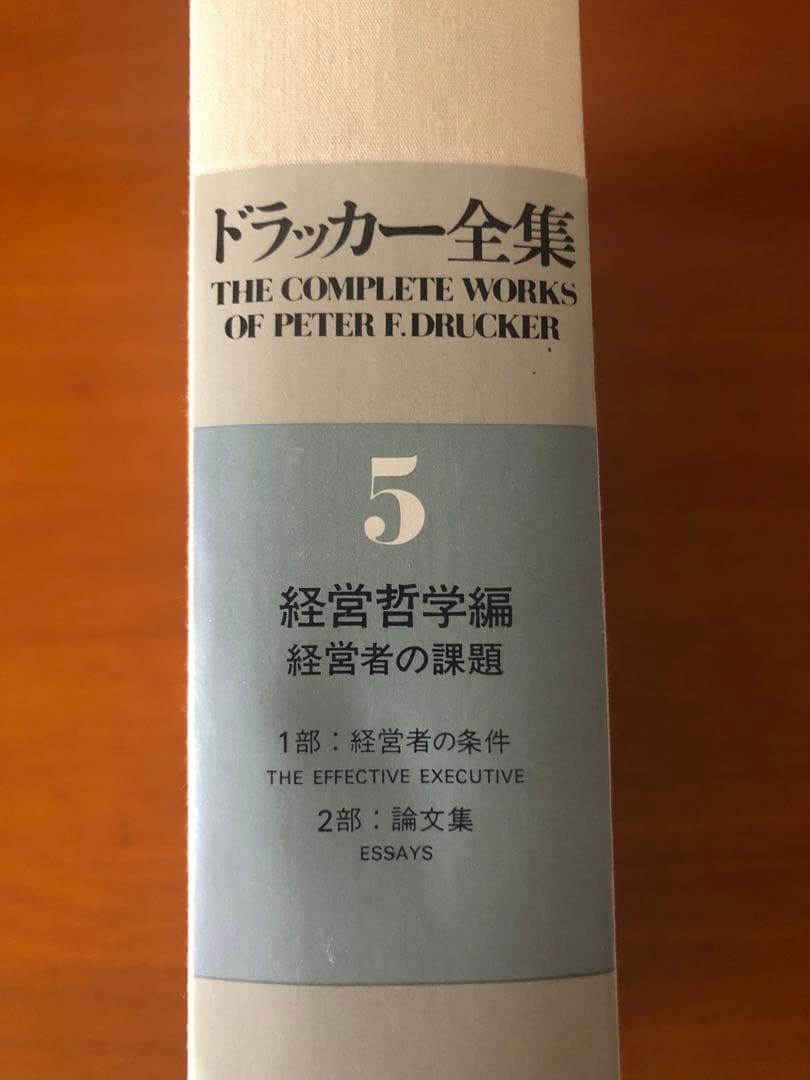 ドラッカー全集
THE COMPLETE WORKS
OF PETER F. DRUCKER
5
経営哲学編
経営者の課題
1部：経営者の条件
THE EFFECTIVE EXECUTIVE
2部：論文集
ESSAYS